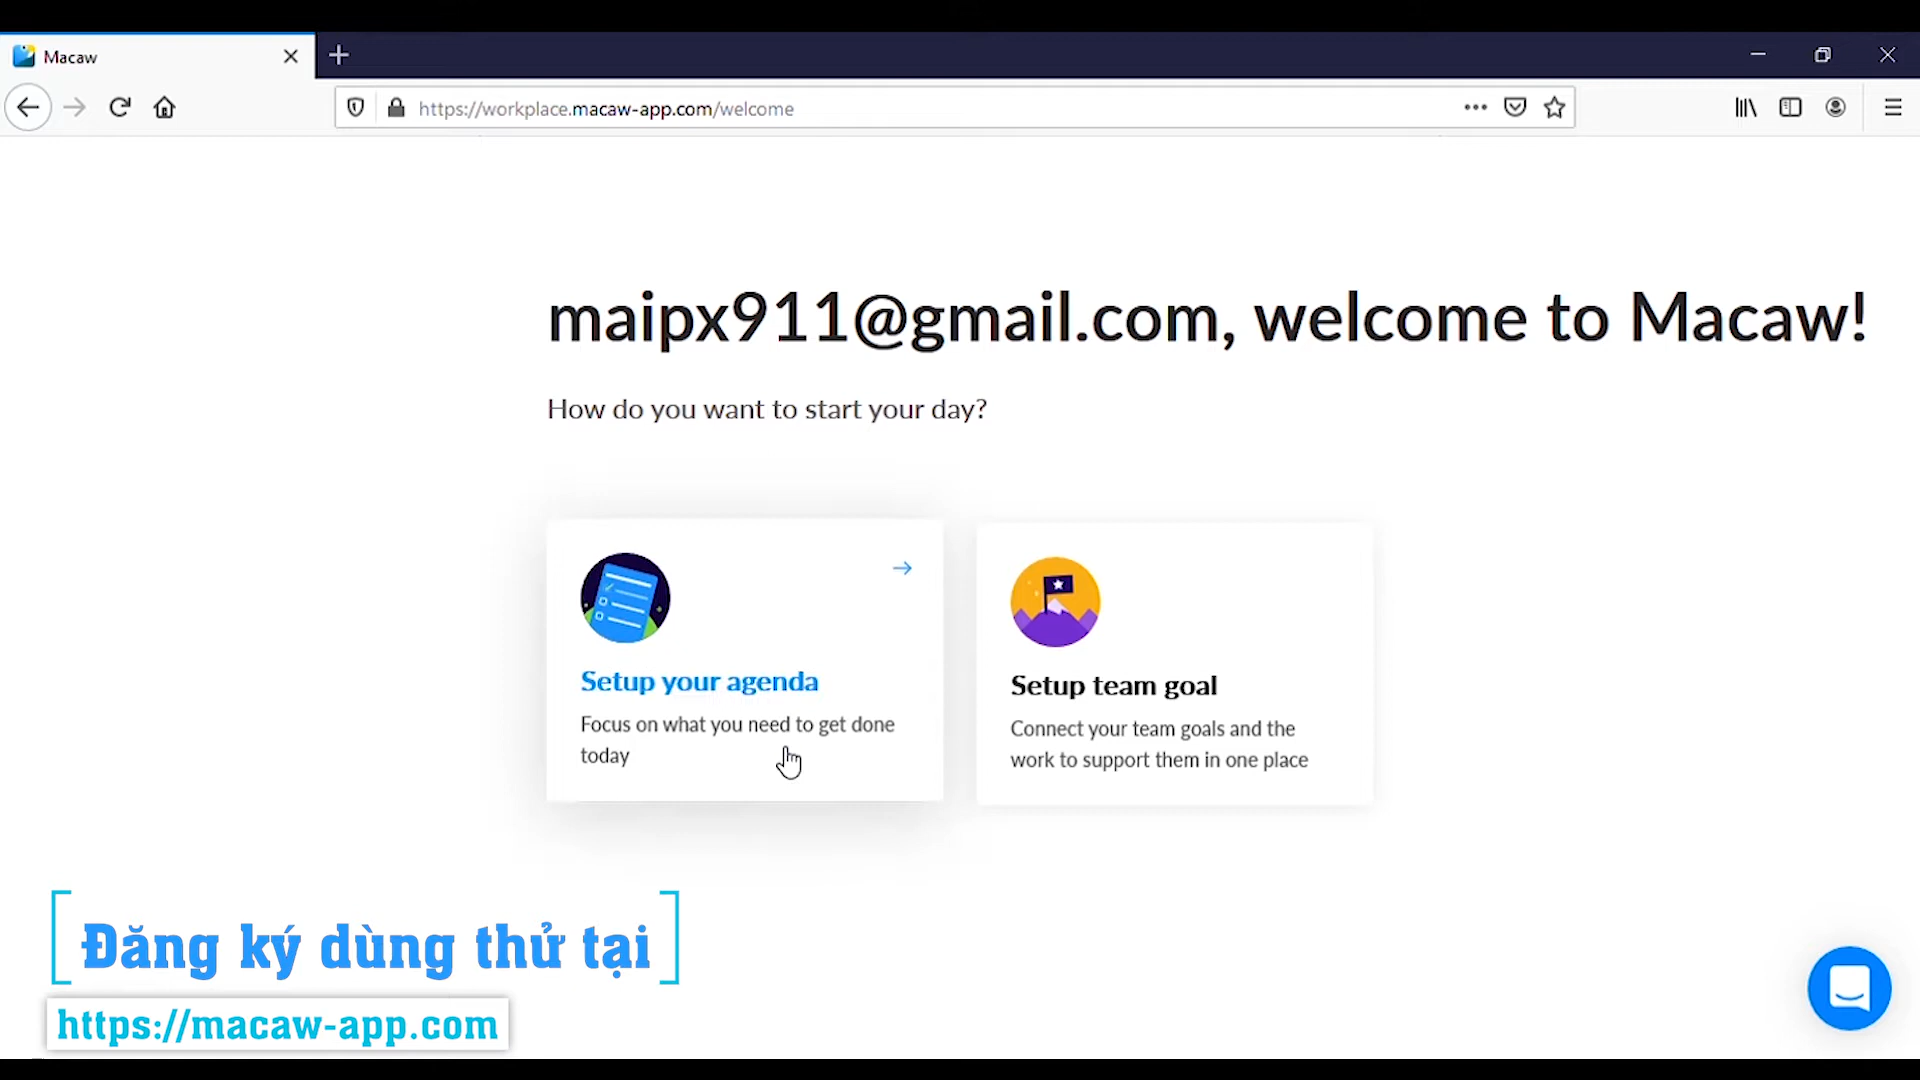 Macaw
https://workplace.macaw-app.com/welcome
maipx911@gmail.com, welcome to Macaw!
How do you want to start your day?
Setup your agenda
Focus on what you need to get done
today
Setup team goal
Connect your team goals and the
work to support them in one place
Đăng ký dùng thử tại
https://macaw-app.com